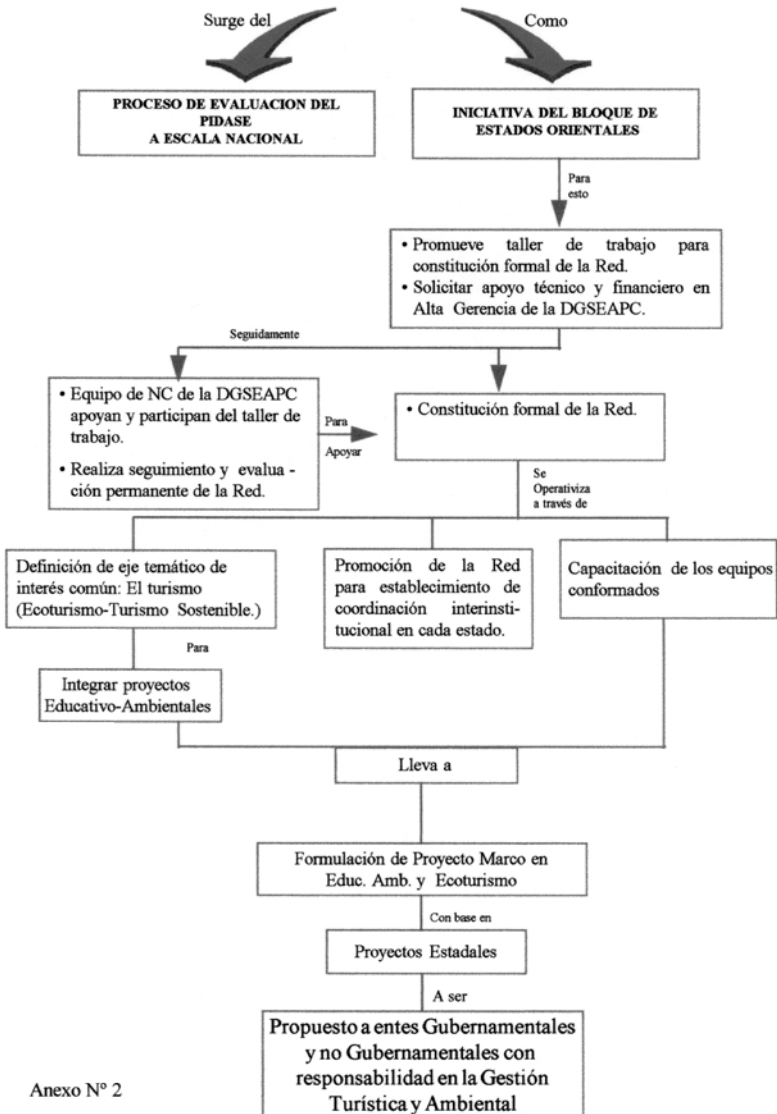 Surge del
Como
PROCESO DE EVALUACION DEL
PIDASE
A ESCALA NACIONAL
INICIATIVA DEL BLOQUE DE
ESTADOS ORIENTALES
Para
esto
• Promueve taller de trabajo para
constitución formal de la Red.
• Solicitar apoyo técnico y financiero en
Alta Gerencia de la DGSEAPC.
Seguidamente
• Equipo de NC de la DGSEAPC
apoyan y participan del taller de
trabajo.
• Realiza seguimiento y evalua -
ción permanente de la Red.
Para
Apoyar
• Constitución formal de la Red.
Se
Operativiza
a través de
Definición de eje temático de
interés común: El turismo
(Ecoturismo-Turismo Sostenible.)
Promoción de la Red
para establecimiento de
coordinación interinsti-
tucional en cada estado.
Capacitación de los equipos
conformados
Para
Integrar proyectos
Educativo-Ambientales
Lleva a
Formulación de Proyecto Marco en
Educ. Amb. y Ecoturismo
Con base en
Proyectos Estadales
A ser
Propuesto a entes Gubernamentales
y no Gubernamentales con
responsabilidad en la Gestión
Turística y Ambiental
Anexo Nº 2